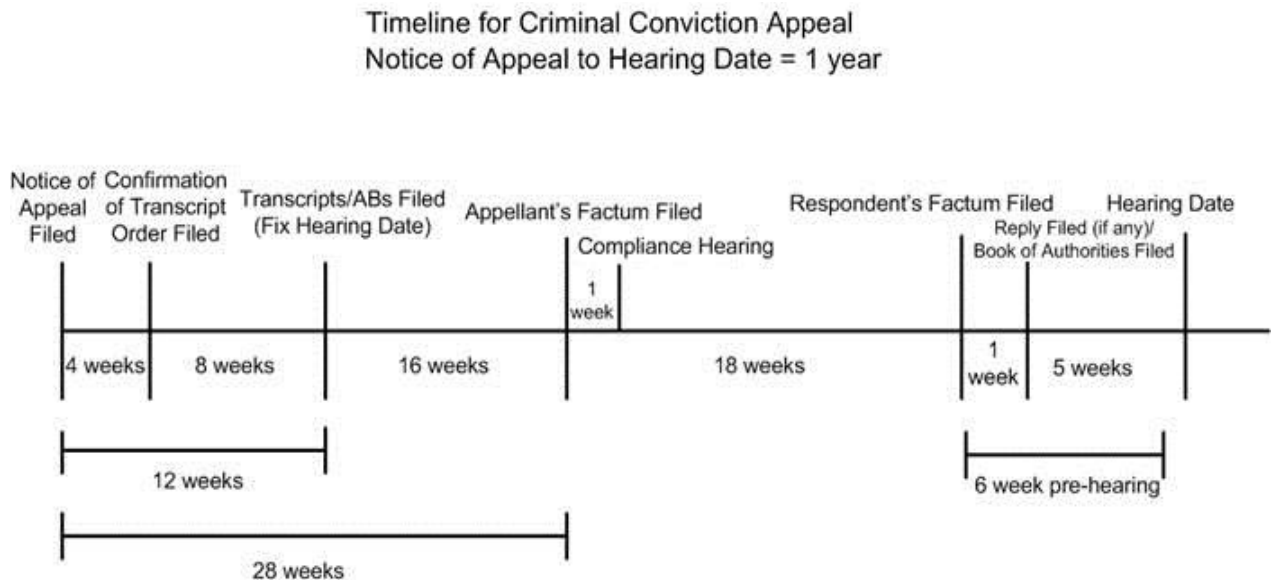 Timeline for Criminal Conviction Appeal
Notice of Appeal to Hearing Date = 1 year
Notice of
Appeal
Filed
Confirmation
of Transcript
Order Filed
Transcripts/ABs Filed
(Fix Hearing Date)
Appellant's Factum Filed
Compliance Hearing
Respondent's Factum Filed
Reply Filed (if any)/
Book of Authorities Filed
Hearing Date
1
week
4 weeks
8 weeks
16 weeks
18 weeks
1
week
5 weeks
12 weeks
6 week pre-hearing
28 weeks